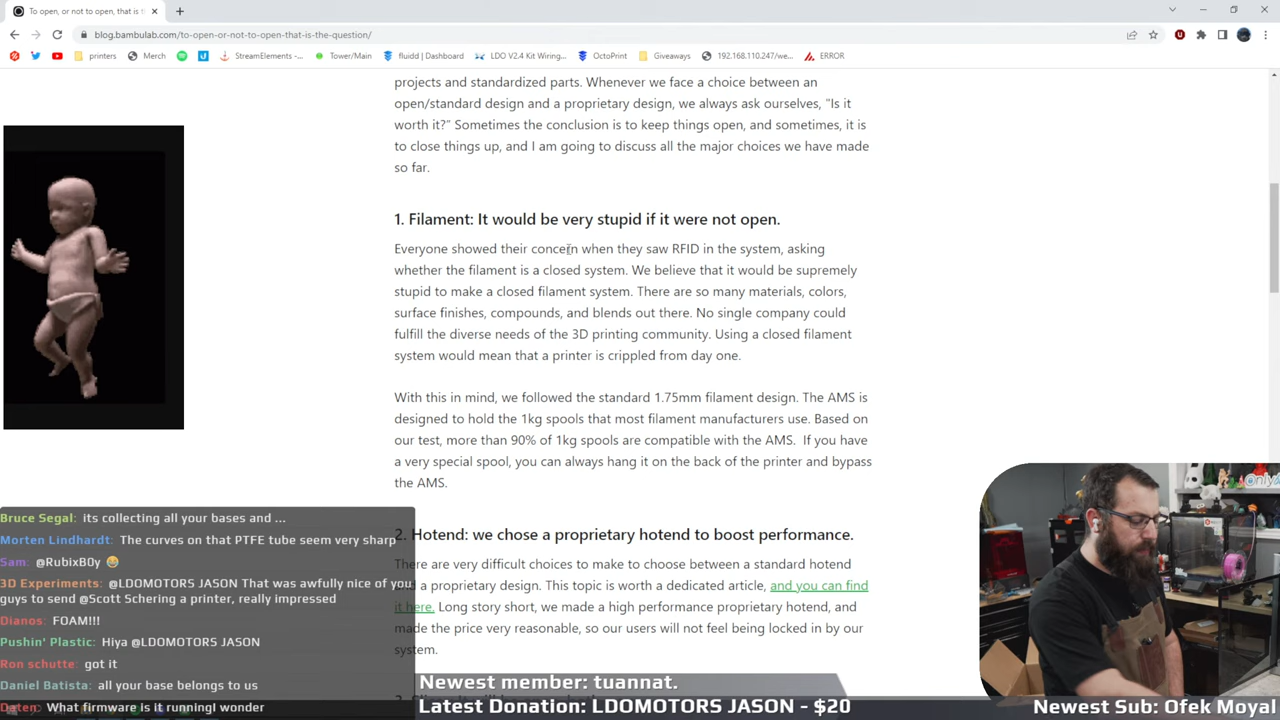 To open, or not to open, that is t
blog.bambulab.com/to-open-or-not-to-open-that-is-the-question/
printers
Merch
StreamElements -...
Tower/Main
fluidd | Dashboard
LDO V2.4 Kit Wiring...
OctoPrint
Giveaways
192.168.110.247/we...
ERROR
projects and standardized parts. Whenever we face a choice between an
open/standard design and a proprietary design, we always ask ourselves, "Is it
worth it?" Sometimes the conclusion is to keep things open, and sometimes, it is
to close things up, and I am going to discuss all the major choices we have made
so far.
1. Filament: It would be very stupid if it were not open.
Everyone showed their concein when they saw RFID in the system, asking
whether the filament is a closed system. We believe that it would be supremely
stupid to make a closed filament system. There are so many materials, colors,
surface finishes, compounds, and blends out there. No single company could
fulfill the diverse needs of the 3D printing community. Using a closed filament
system would mean that a printer is crippled from day one.
With this in mind, we followed the standard 1.75mm filament design. The AMS is
designed to hold the 1kg spools that most filament manufacturers use. Based on
our test, more than 90% of 1kg spools are compatible with the AMS. If you have
a very special spool, you can always hang it on the back of the printer and bypass
the AMS.
2. Hotend: we chose a proprietary hotend to boost performance.
There are very difficult choices to make to choose between a standard hotend
and a proprietary design. This topic is worth a dedicated article, and you can find
it here. Long story short, we made a high performance proprietary hotend, and
made the price very reasonable, so our users will not feel being locked in by our
system.
Bruce Segal: its collecting all your bases and ...
Morten Lindhardt: The curves on that PTFE tube seem very sharp
Sam: @RubixB0y 😅
3D Experiments: @LDOMOTORS JASON That was awfully nice of you
guys to send @Scott Schering a printer, really impressed
Dianos: FOAM!!!
Pushin' Plastic: Hiya @LDOMOTORS JASON
Ron schutte: got it
Daniel Batista: all your base belongs to us
Daten: What firmware is it running I wonder
Newest member: tuannat.
Latest Donation: LDOMOTORS JASON - $20
Newest Sub: Ofek Moyal
Only